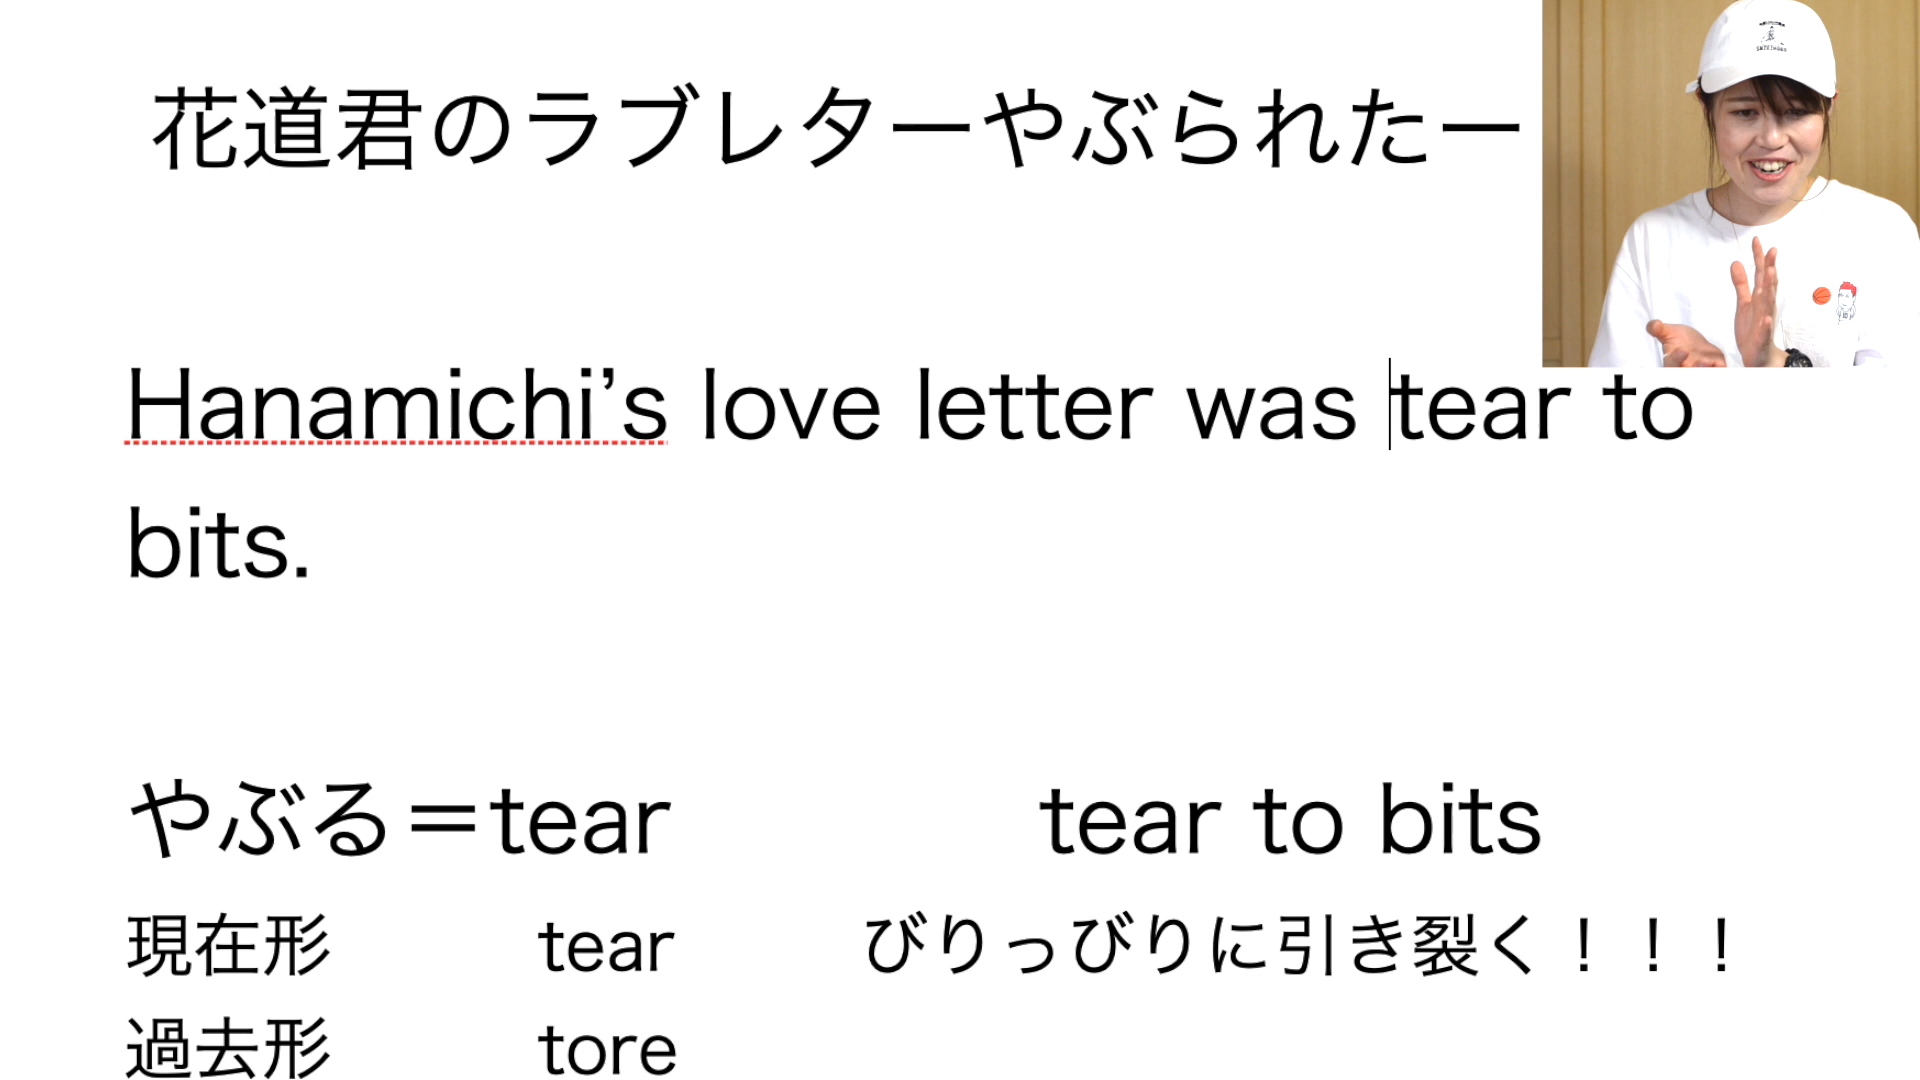 花道君のラブレターやぶられたー
Hanamichi’s love letter was tear to
bits.
やぶる＝tear tear to bits
現在形 tear びりっびりに引き裂く！！！
過去形 tore